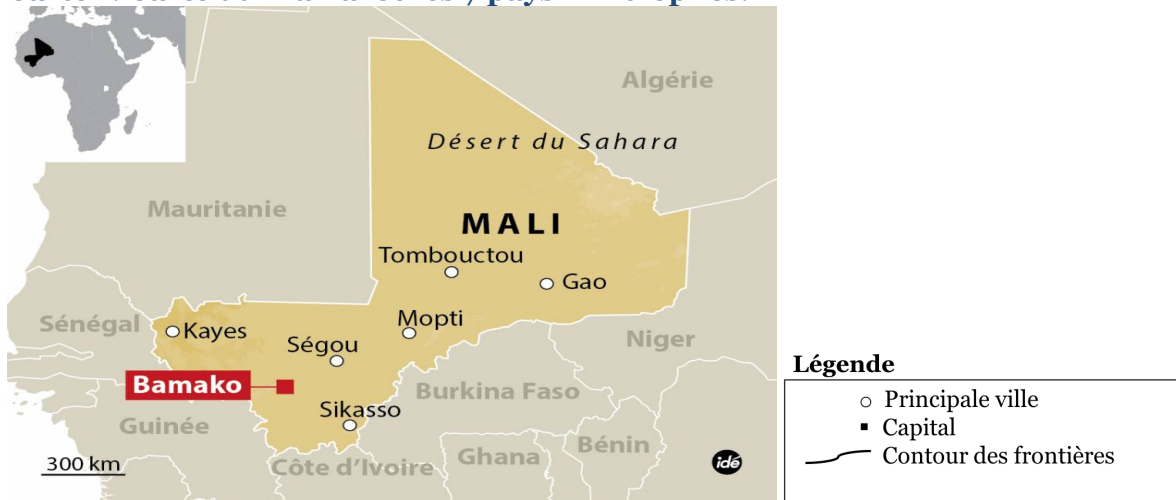 Algérie
Désert du Sahara
Mauritanie
MALI
Tombouctou
Gao
Sénégal
Kayes
Mopti
Ségou
Niger
Bamako
Burkina Faso
Sikasso
Guinée
Bénin
Ghana
Côte d'Ivoire
300 km
idé
Légende
Principale ville
Capital
Contour des frontières